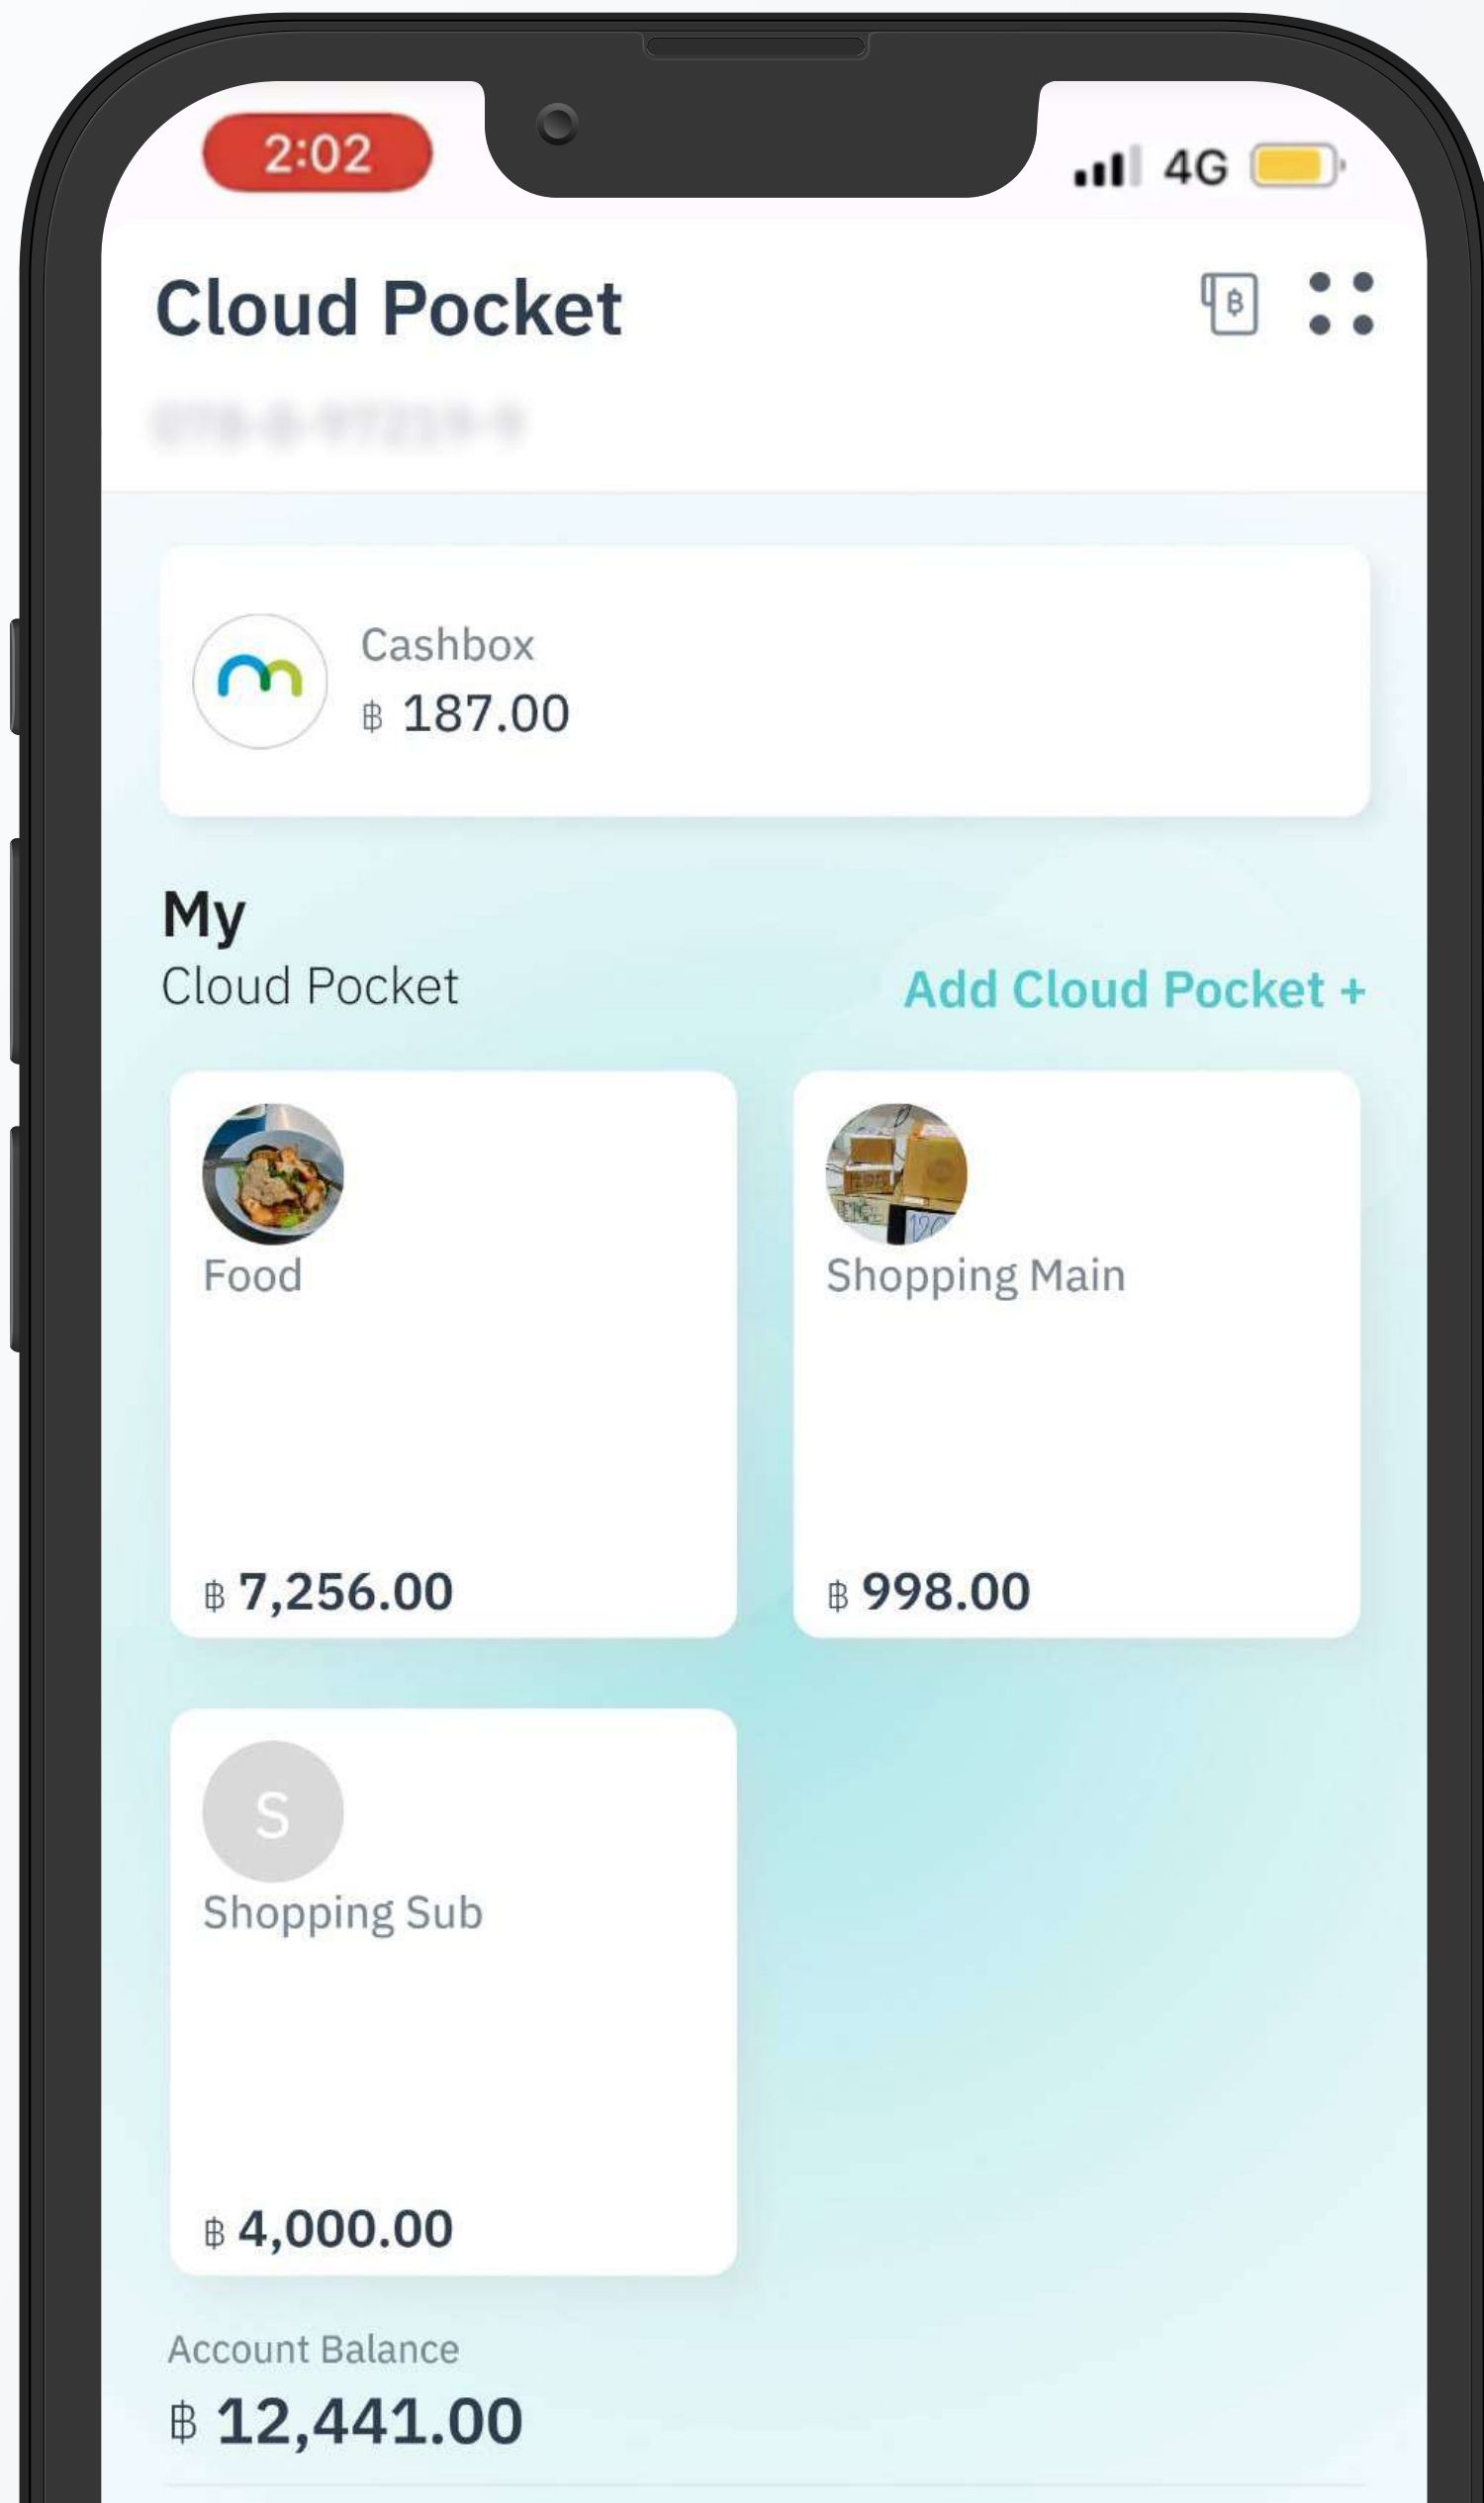 2:02
4G
Cloud Pocket
Cashbox
฿ 187.00
My
Cloud Pocket
Add Cloud Pocket +
Food
Shopping Main
฿ 7,256.00
฿ 998.00
S
Shopping Sub
฿ 4,000.00
Account Balance
฿ 12,441.00